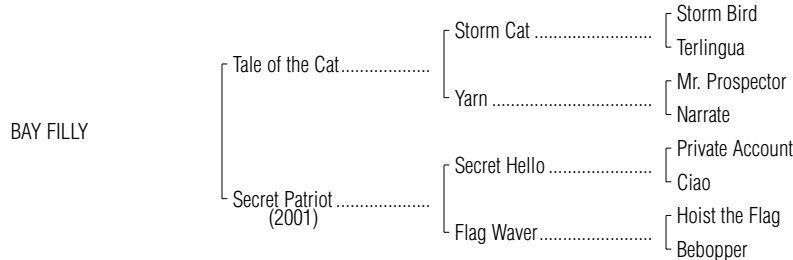 Storm Bird
Storm Cat ..............................
Terlingua
Tale of the Cat...................
Mr. Prospector
Yarn .........................................
Narrate
BAY FILLY
Private Account
Secret Hello ...........................
Ciao
Secret Patriot ....................
(2001)
Hoist the Flag
Flag Waver.............................
Bebopper